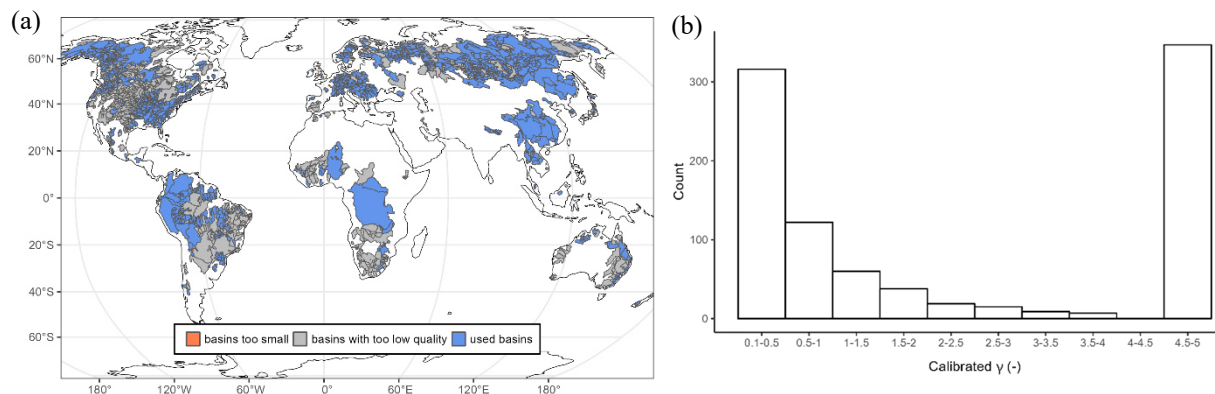 (a)
60°N
40°N
20°N
0°
20°S
40°S
60°S
basins too small basins with too low quality used basins
180° 120°W 60°W 0° 60°E 120°E 180°
(b)
300
200
100
0
Count
0.1-0.5 0.5-1 1-1.5 1.5-2 2-2.5 2.5-3 3-3.5 3.5-4 4-4.5 4.5-5
Calibrated γ (-)